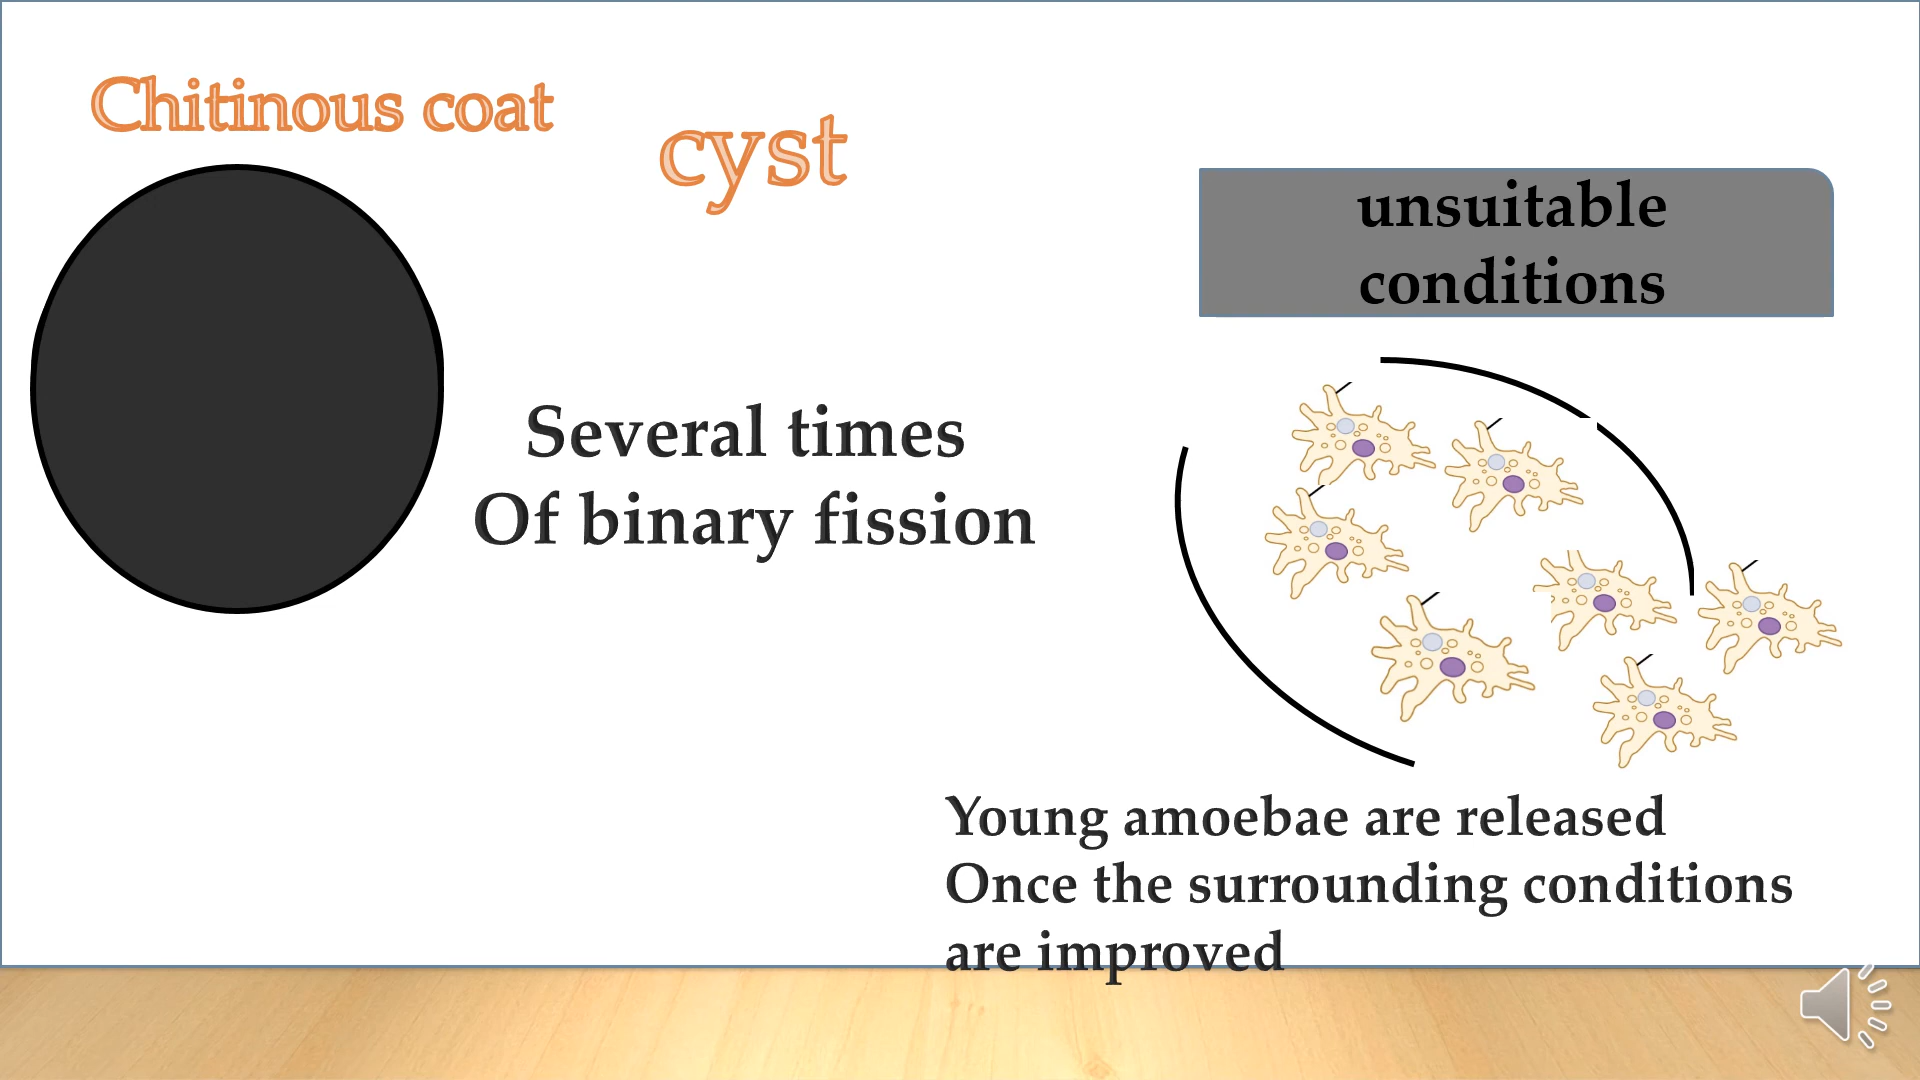 Chitinous coat
cyst
unsuitable
conditions
Several times
Of binary fission
Young amoebae are released
Once the surrounding conditions
are improved